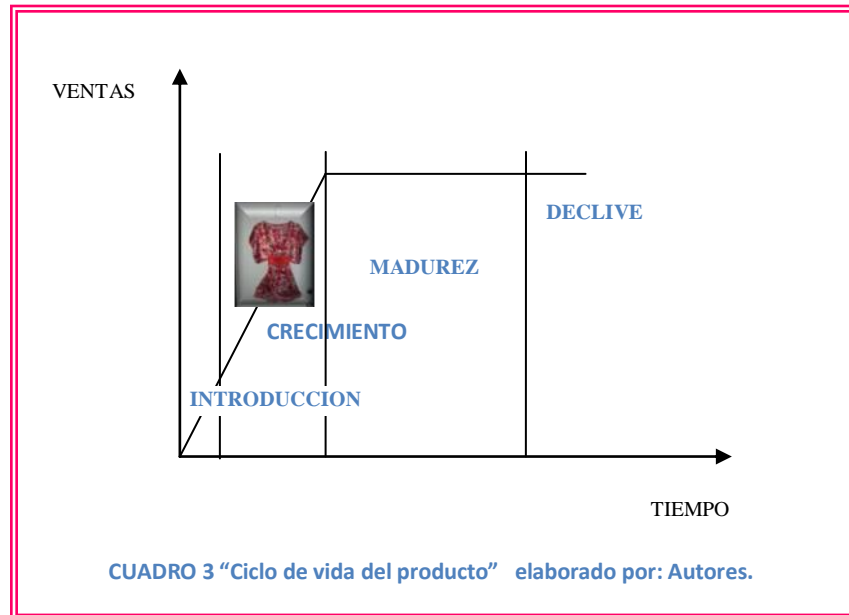 VENTAS
DECLIVE
MADUREZ
CRECIMIENTO
INTRODUCCION
TIEMPO
CUADRO 3 “Ciclo de vida del producto” elaborado por: Autores.